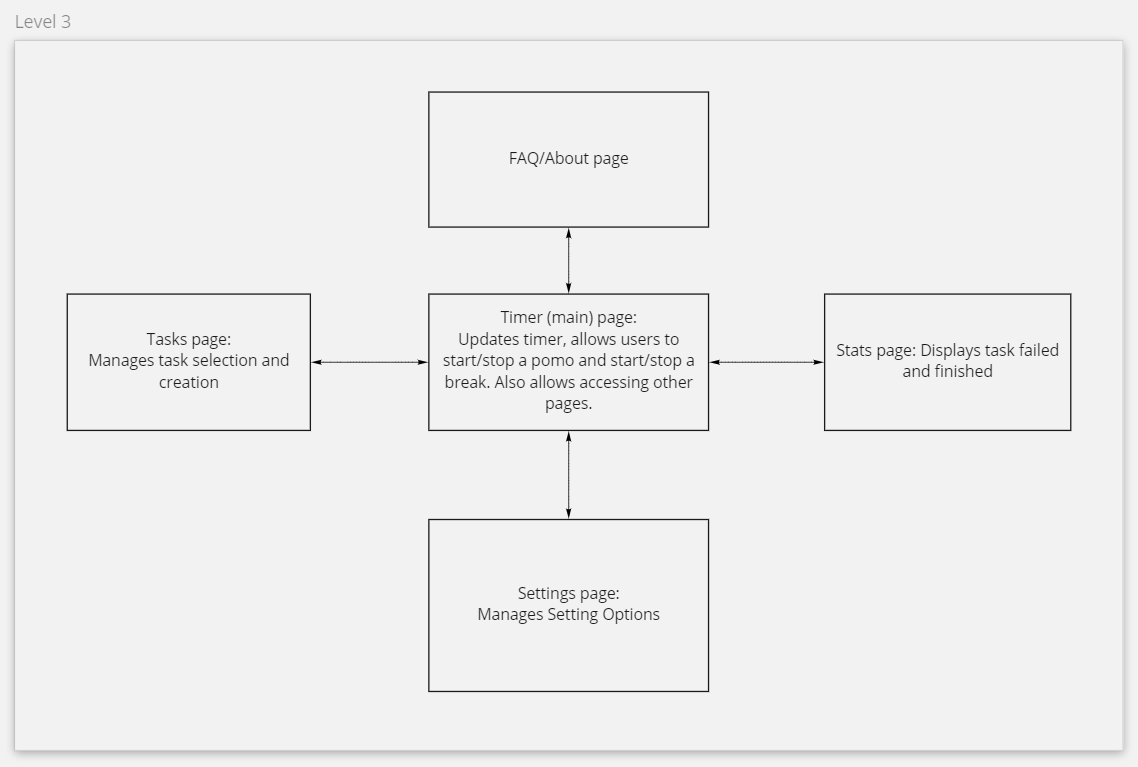 Level 3
FAQ/About page
Tasks page:
Manages task selection and
creation
Timer (main) page:
Updates timer, allows users to
start/stop a pomo and start/stop a
break. Also allows accessing other
pages.
Stats page: Displays task failed
and finished
Settings page:
Manages Setting Options